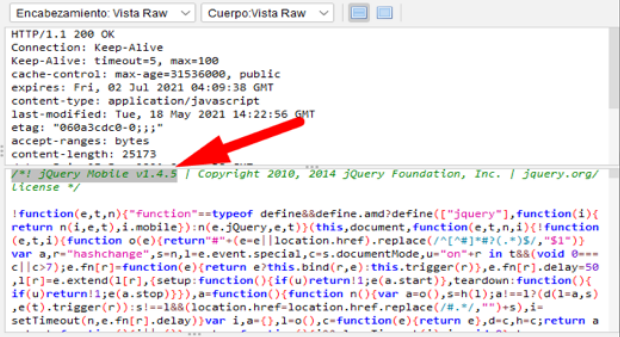 Encabezamiento: Vista Raw Cuerpo:Vista Raw
HTTP/1.1 200 OK
Connection: Keep-Alive
Keep-Alive: timeout=5, max=100
cache-control: max-age=31536000, public
expires: Fri, 02 Jul 2021 04:09:38 GMT
content-type: application/javascript
last-modified: Tue, 18 May 2021 14:22:56 GMT
etag: "060a3cdc0-0;;;"
accept-ranges: bytes
content-length: 25173
/*! jQuery Mobile v1.4.5 | Copyright 2010, 2014 jQuery Foundation, Inc. | jquery.org/
license */
!function(e,t,n){"function"==typeof define&&define.amd?define(["jquery"],function(i){
return n(i,e,t),i.mobile}):n(e.jQuery,e,t)}(this,document,function(e,t,n,i){!function
(e,t,i){function o(e){return"#"+(e=e||location.href).replace(/^[^#]*#?(.*)$/,"$1")}
var a,r="hashchange",s=n,l=e.event.special,c=s.documentMode,u="on"+r in t&&(void 0===
c||c>7);e.fn[r]=function(e){return e?this.bind(r,e):this.trigger(r)},e.fn[r].delay=50
,l[r]=e.extend(l[r],{setup:function(){if(u)return!1;e(a.start)},teardown:function(){
if(u)return!1;e(a.stop)}}),a=function(){function n(){var a=o(),s=h(l);a!==l?(d(l=a,s)
,e(t).trigger(r)):s!==l&&(location.href=location.href.replace(/#.*/,"")+s),i=
setTimeout(n,e.fn[r].delay)}var i,a={},l=o(),c=function(e){return e},d=c,h=c;return a